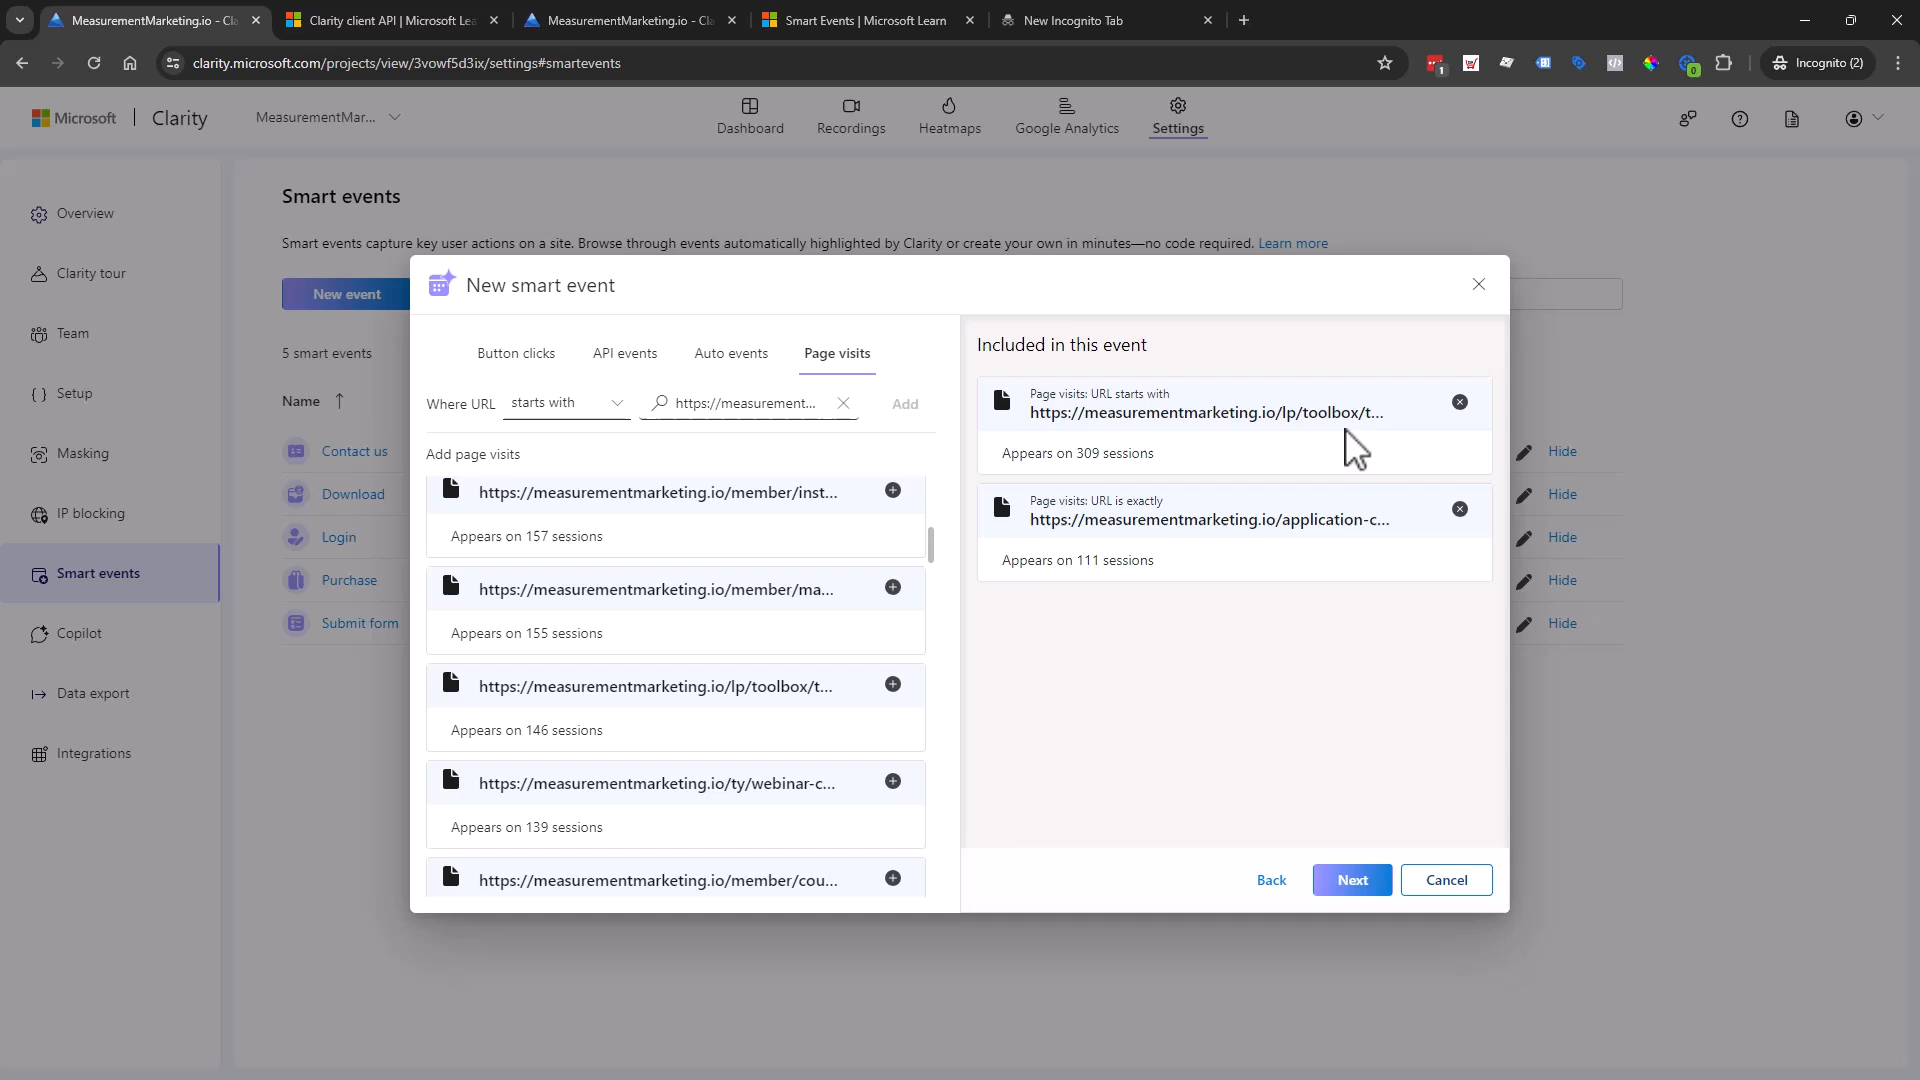 MeasurementMarketing.io - Cla
Clarity client API | Microsoft Lea
MeasurementMarketing.io - Cla
Smart Events | Microsoft Learn
New Incognito Tab
clarity.microsoft.com/projects/view/3vowf5d3ix/settings#smartevents
1
0
Incognito (2)
Microsoft
Clarity
MeasurementMar...
Dashboard
Recordings
Heatmaps
Google Analytics
Settings
Overview
Clarity tour
Team
Setup
Masking
IP blocking
Smart events
Copilot
Data export
Integrations
Smart events
Smart events capture key user actions on a site. Browse through events automatically highlighted by Clarity or create your own in minutes—no code required. Learn more
New event
5 smart events
Name
Contact us
Hide
Download
Hide
Login
Hide
Purchase
Hide
Submit form
Hide
New smart event
Button clicks
API events
Auto events
Page visits
Where URL
starts with
https://measurement...
Add
Add page visits
https://measurementmarketing.io/member/inst...
Appears on 157 sessions
https://measurementmarketing.io/member/ma...
Appears on 155 sessions
https://measurementmarketing.io/lp/toolbox/t...
Appears on 146 sessions
https://measurementmarketing.io/ty/webinar-c...
Appears on 139 sessions
https://measurementmarketing.io/member/cou...
Included in this event
Page visits: URL starts with
https://measurementmarketing.io/lp/toolbox/t...
Appears on 309 sessions
Page visits: URL is exactly
https://measurementmarketing.io/application-c...
Appears on 111 sessions
Back
Next
Cancel